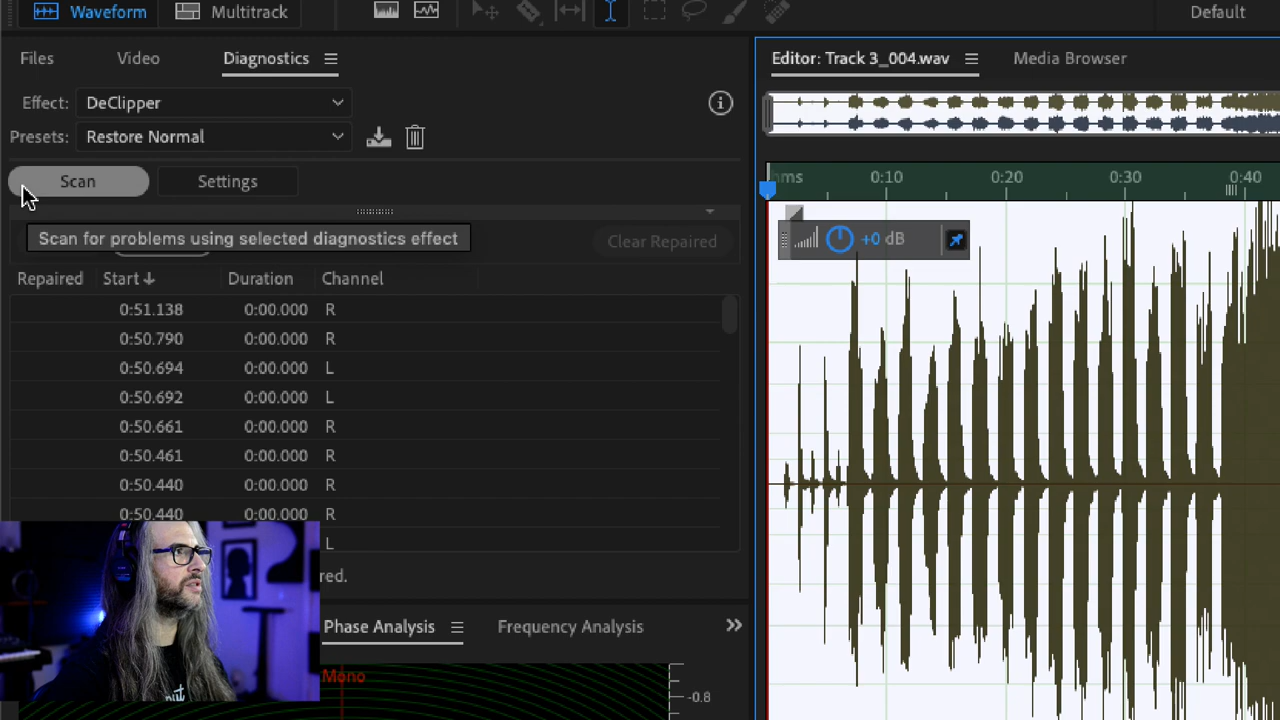 Waveform Multitrack Default
Files Video Diagnostics
Effect: DeClipper
Presets: Restore Normal
Scan Settings
Scan for problems using selected diagnostics effect
Clear Repaired
Repaired Start Duration Channel
0:51.138 0:00.000 R
0:50.790 0:00.000 R
0:50.694 0:00.000 L
0:50.692 0:00.000 L
0:50.661 0:00.000 R
0:50.461 0:00.000 R
0:50.440 0:00.000 R
0:50.440 0:00.000 R
L
red.
Phase Analysis Frequency Analysis
Mono
-0.8
Editor: Track 3_004.wav Media Browser
hms 0:10 0:20 0:30 0:40
+0 dB